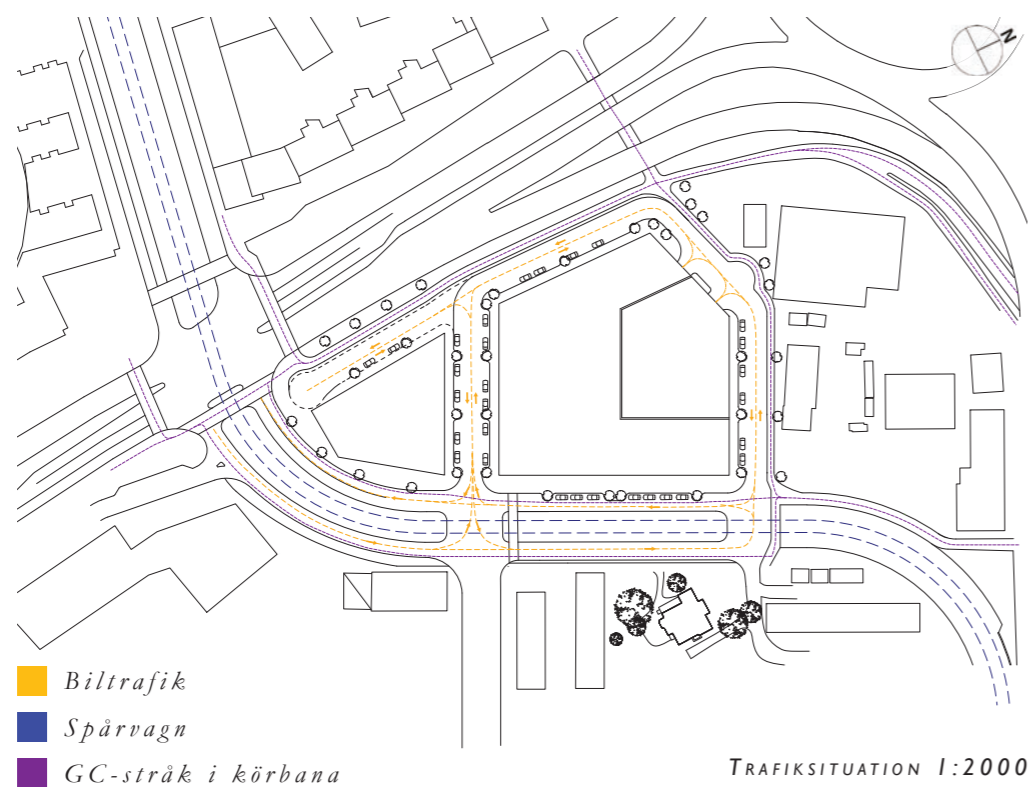 N
Biltrafik
Spårvagn
GC-stråk i körbana
Trafiksituation 1:2000